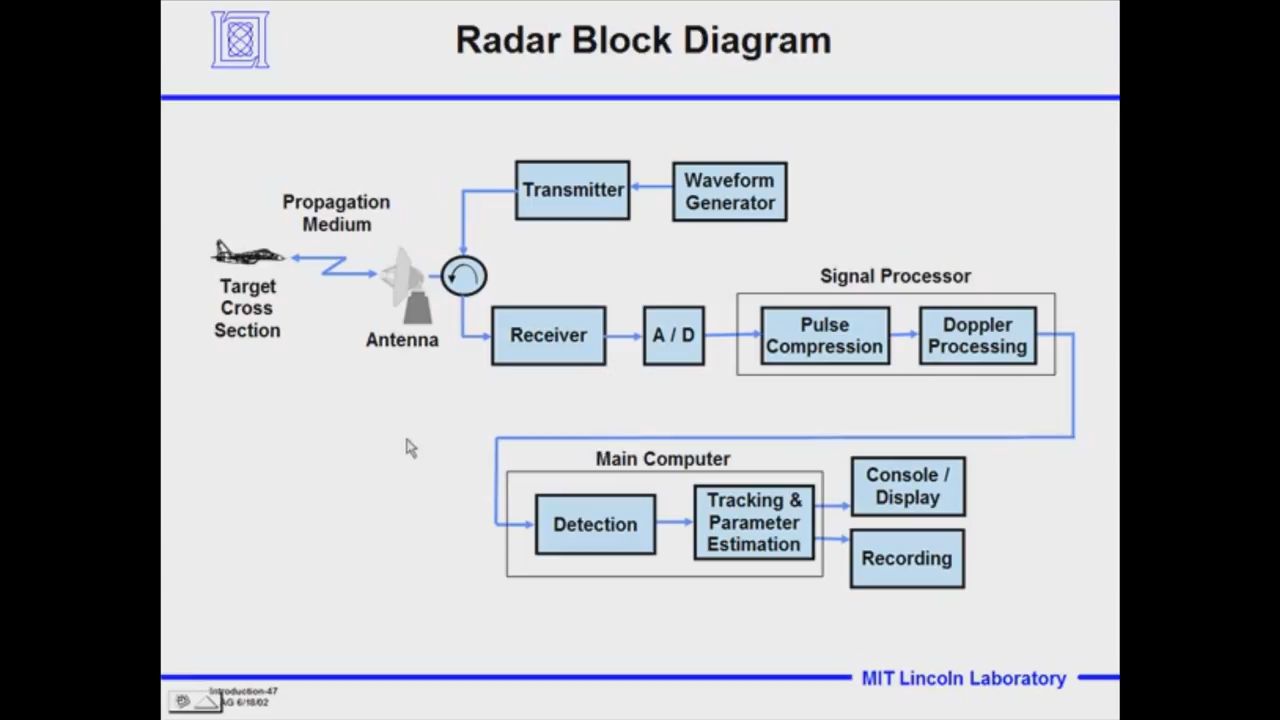 Radar Block Diagram
Transmitter
Waveform
Generator
Propagation
Medium
Target
Cross
Section
Antenna
Signal Processor
Receiver
A / D
Pulse
Compression
Doppler
Processing
Main Computer
Detection
Tracking &
Parameter
Estimation
Console /
Display
Recording
MIT Lincoln Laboratory
Introduction-47
AG 6/18/02